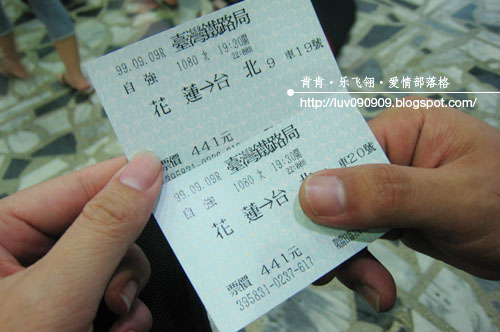 臺灣鐵路局
99.09.09R
自強 1080次 19:30開
22:00到
花蓮→台北 9車19號
票價 441元
肯肯・乐飞翎・爱情部落格
http://luv090909.blogspot.com/
臺灣鐵路局
99.09.09R
自強 1080次 19:30開
22:00到
花蓮→台北 車20號
票價 441元
395831-0237-617